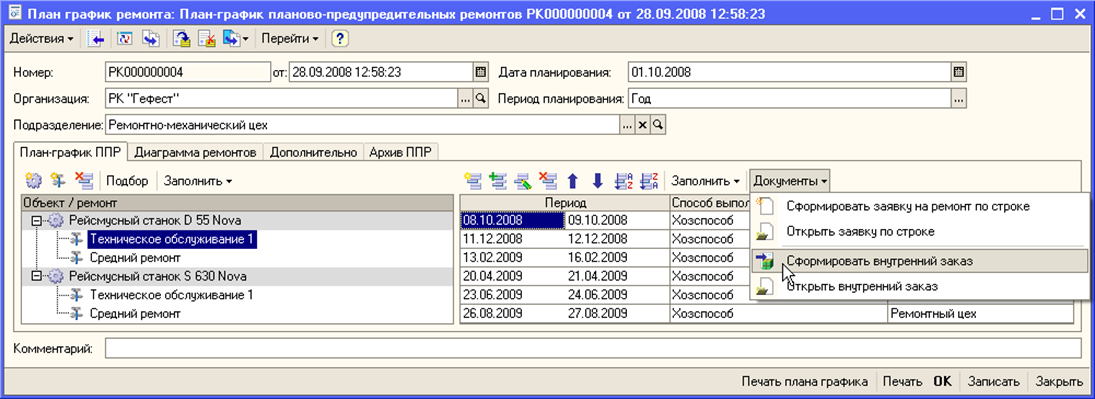 План график ремонта: План-график планово-предупредительных ремонтов РК000000004 от 28.09.2008 12:58:23
Действия Перейти ?
Номер: РК000000004 от: 28.09.2008 12:58:23 Дата планирования: 01.10.2008
Организация: РК "Гефест" ... Период планирования: Год ...
Подразделение: Ремонтно-механический цех ... x
План-график ППР Диаграмма ремонтов Дополнительно Архив ППР
Подбор Заполнить Заполнить Документы
Объект / ремонт Период Способ выпол
Рейсмусный станок D 55 Nova 08.10.2008 09.10.2008 Хозспособ Сформировать заявку на ремонт по строке
Техническое обслуживание 1 11.12.2008 12.12.2008 Хозспособ Открыть заявку по строке
Средний ремонт 13.02.2009 16.02.2009 Хозспособ Сформировать внутренний заказ
Рейсмусный станок S 630 Nova 20.04.2009 21.04.2009 Хозспособ Открыть внутренний заказ
Техническое обслуживание 1 23.06.2009 24.06.2009 Хозспособ
Средний ремонт 26.08.2009 27.08.2009 Хозспособ Ремонтный цех
Комментарий:
Печать плана графика Печать ОК Записать Закрыть